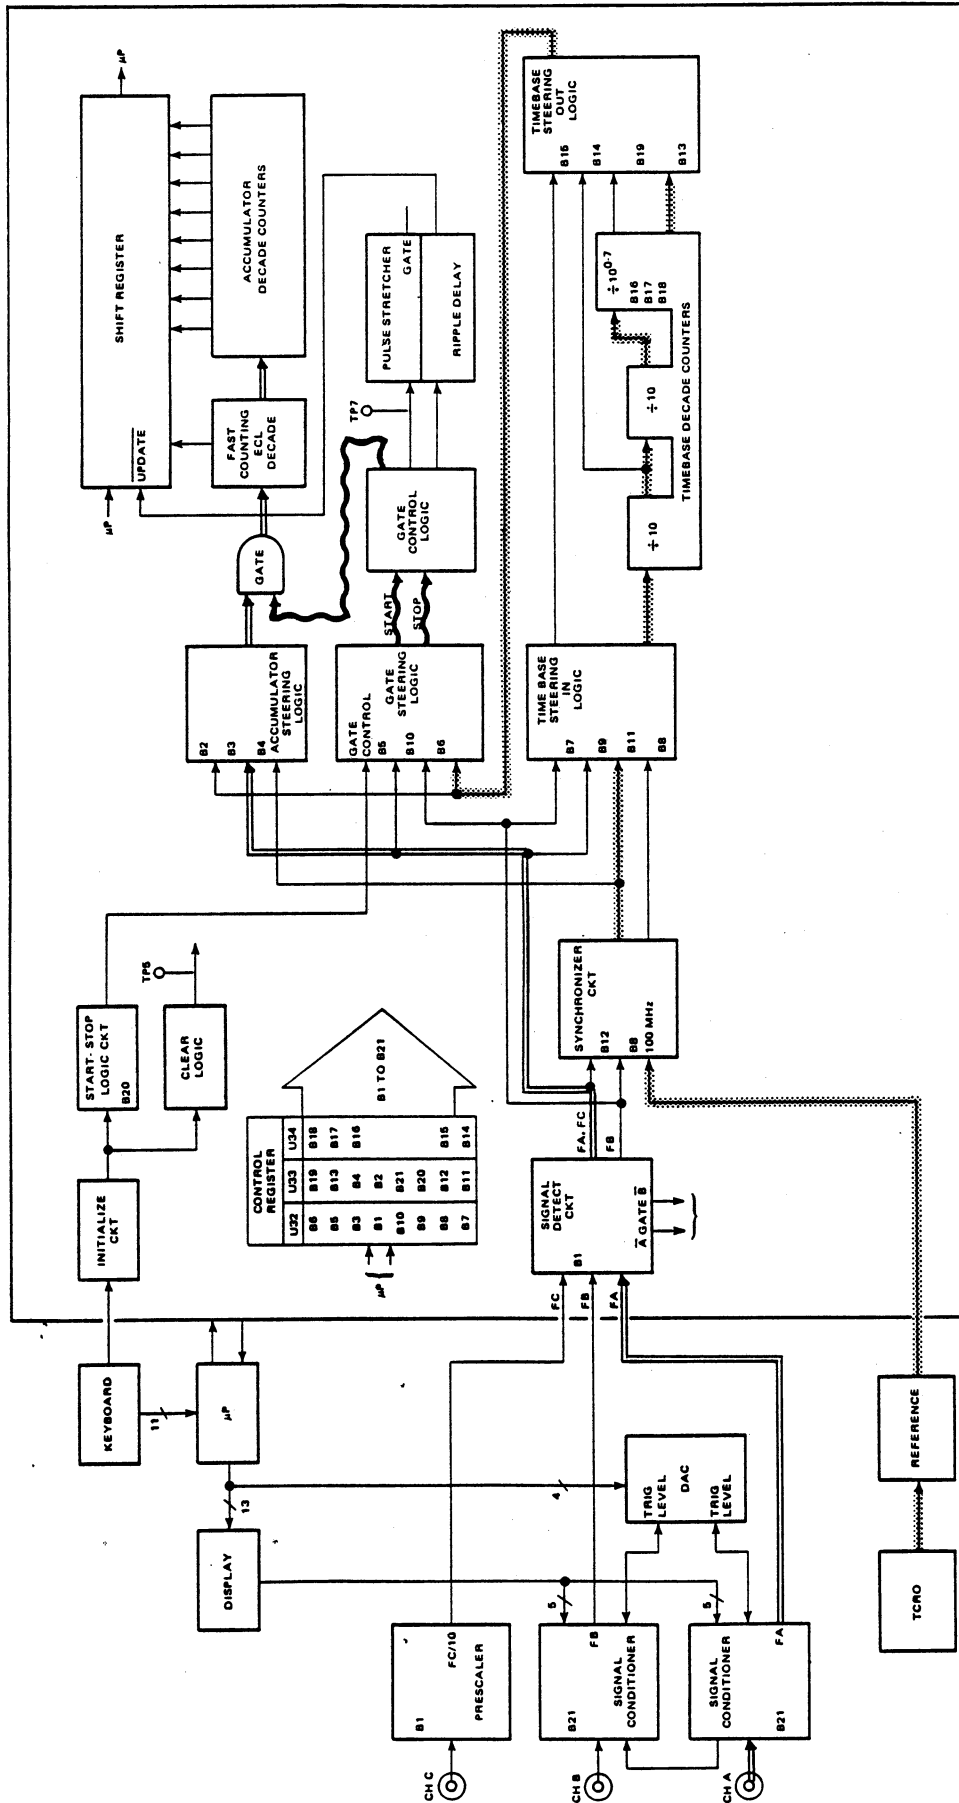 CH C
B1
FC/10
PRESCALER
CH B
B21
FB
SIGNAL
CONDITIONER
CH A
SIGNAL
CONDITIONER
FA
B21
TCRO
REFERENCE
DISPLAY
5
5
4
13
TRIG
LEVEL
DAC
TRIG
LEVEL
KEYBOARD
11
µP
FC
FB
FA
INITIALIZE
CKT
START-STOP
LOGIC CKT
B20
CLEAR
LOGIC
TP5
CONTROL
REGISTER
U32
U33
U34
B6
B19
B18
B5
B13
B17
B3
B4
B16
B1
B2
B10
B21
B9
B20
B8
B12
B15
B7
B11
B14
µP
B1 TO B21
SIGNAL
DETECT
CKT
B1
A GATE B
FA, FC
FB
SYNCHRONIZER
CKT
B12
B8
100 MHz
B2
B3
B4
ACCUMULATOR
STEERING
LOGIC
GATE
CONTROL
B5
GATE
STEERING
LOGIC
B10
B6
TIME BASE
STEERING
IN
LOGIC
B7
B9
B11
B8
START
STOP
GATE
CONTROL
LOGIC
TP7
GATE
FAST
COUNTING
ECL
DECADE
ACCUMULATOR
DECADE COUNTERS
µP
UPDATE
SHIFT REGISTER
µP
PULSE STRETCHER
GATE
RIPPLE DELAY
÷10
÷10
÷10⁰⁻⁷
B16
B17
B18
TIMEBASE DECADE COUNTERS
TIMEBASE
STEERING
OUT
LOGIC
B15
B14
B19
B13